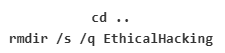 cd ..
rmdir /s /q EthicalHacking